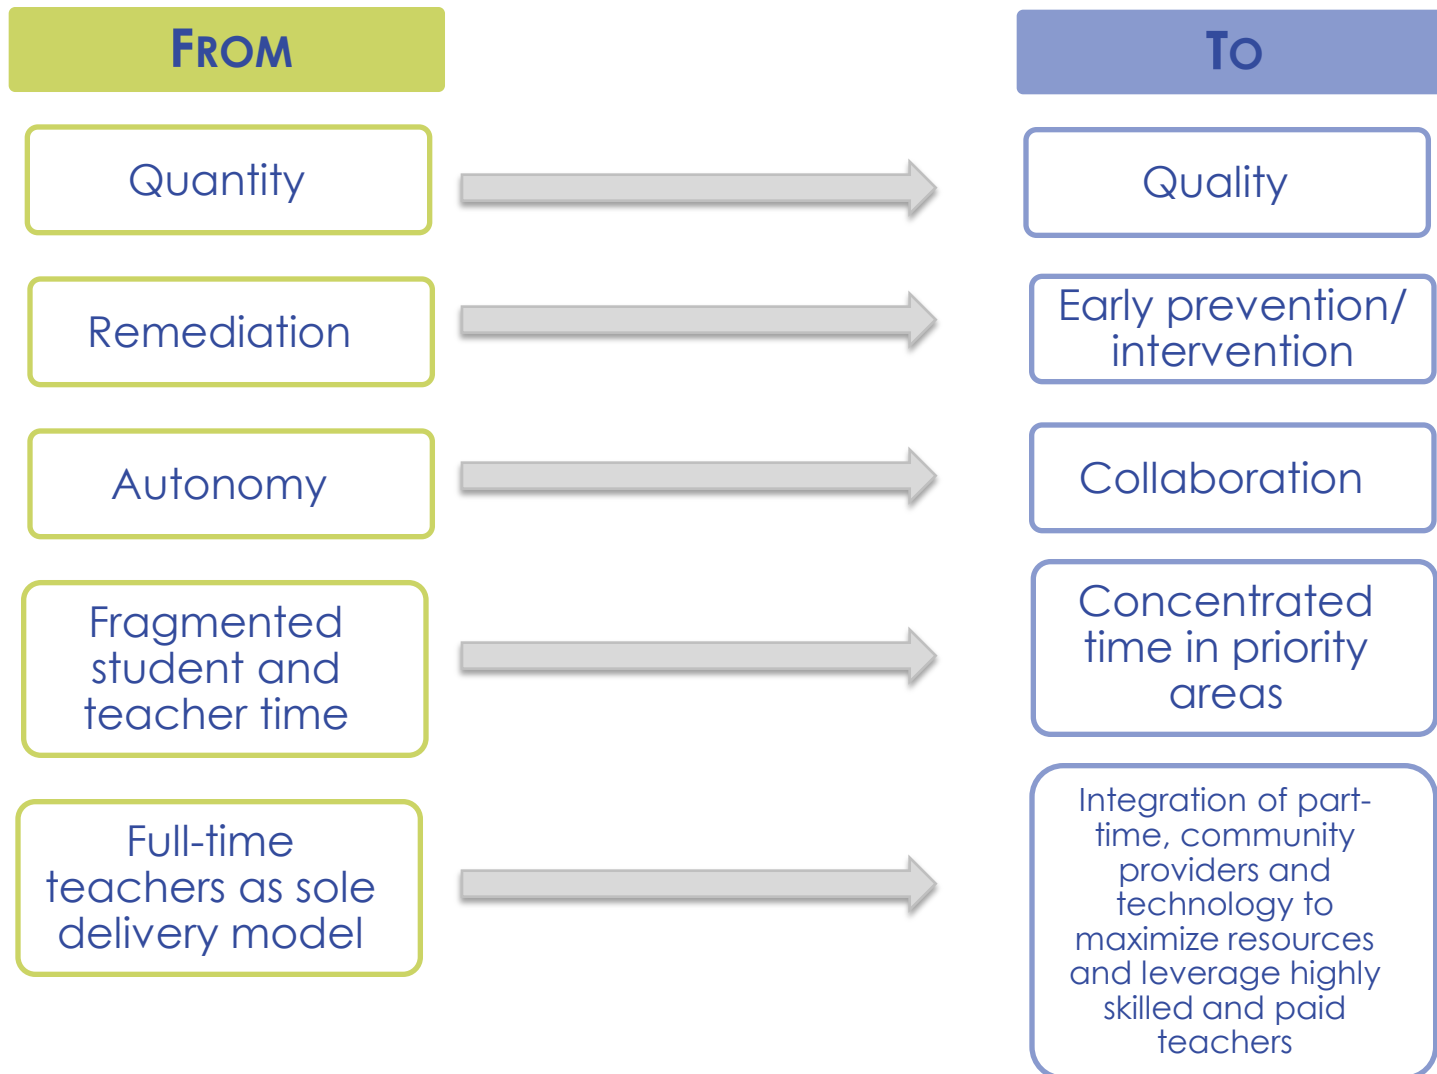 FROM
TO
Quantity
Quality
Remediation
Early prevention/
intervention
Autonomy
Collaboration
Fragmented
student and
teacher time
Concentrated
time in priority
areas
Full-time
teachers as sole
delivery model
Integration of part-
time, community
providers and
technology to
maximize resources
and leverage highly
skilled and paid
teachers